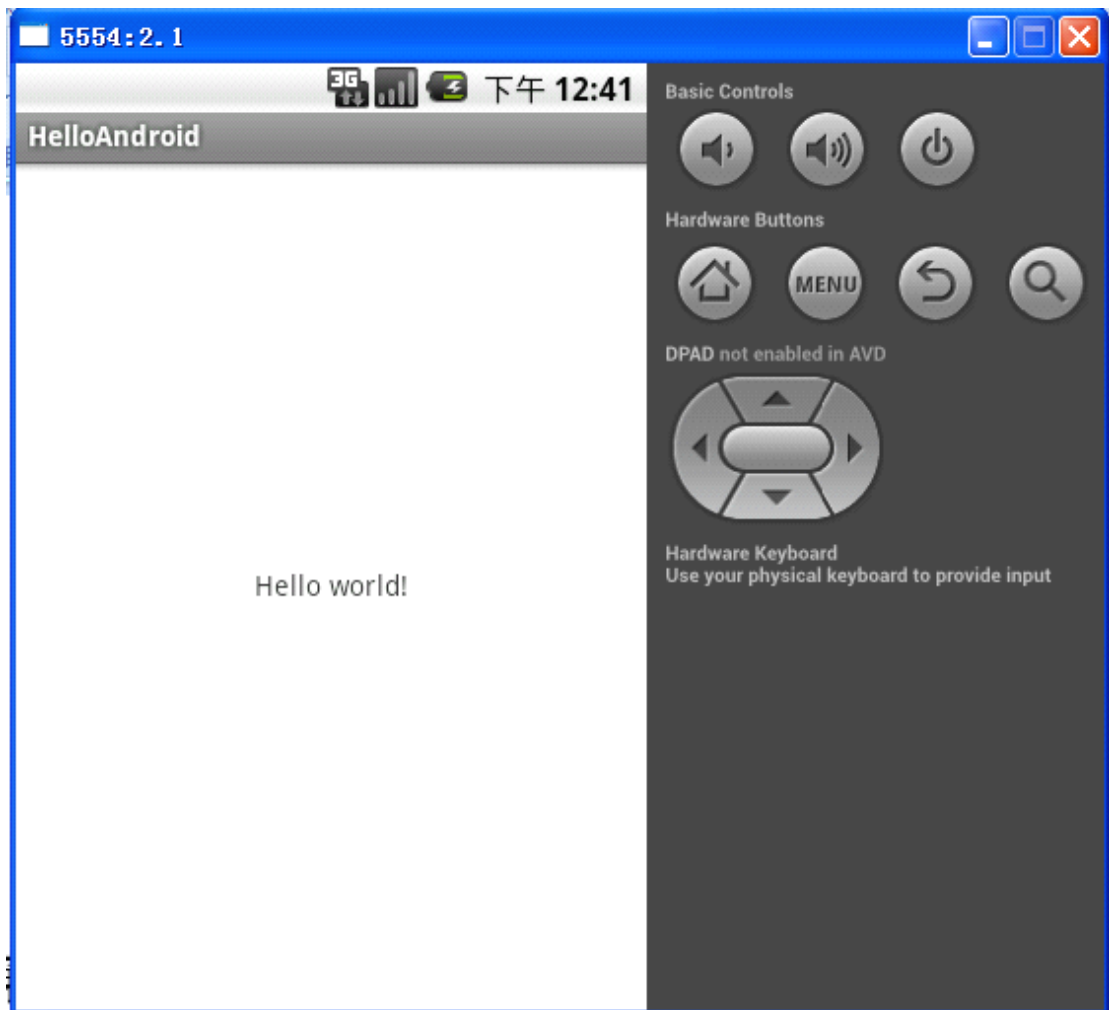 5554:2.1
3G 下午 12:41
HelloAndroid
Hello world!
Basic Controls
Hardware Buttons
MENU
DPAD not enabled in AVD
Hardware Keyboard
Use your physical keyboard to provide input